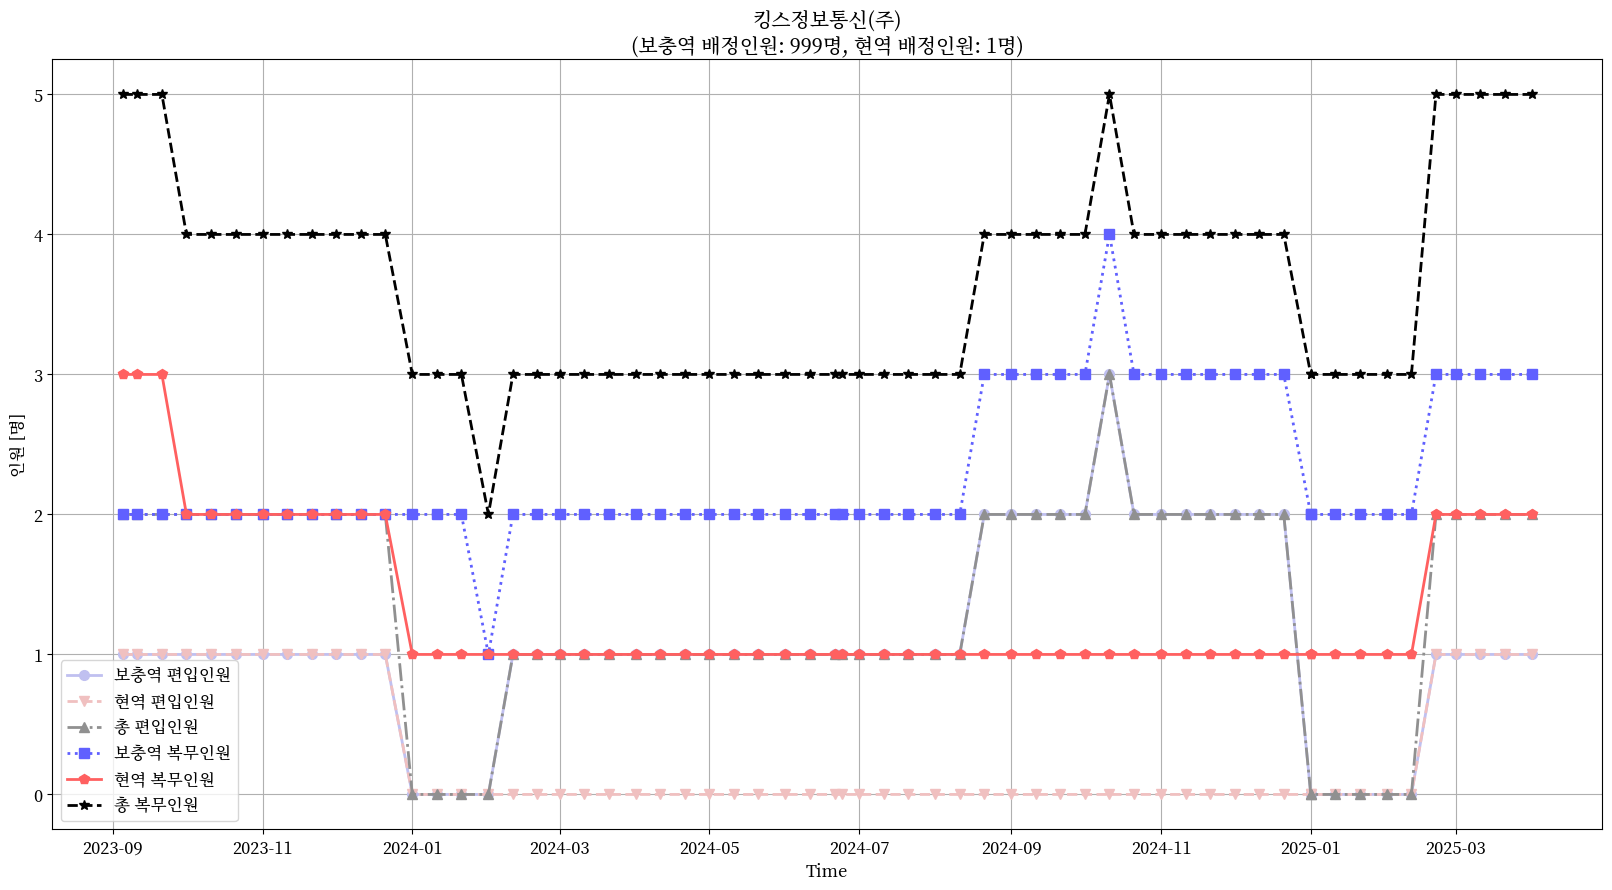 킹스정보통신(주)
(보충역 배정인원: 999명, 현역 배정인원: 1명)
인원 [명]
5
4
3
2
1
0
보충역 편입인원
현역 편입인원
총 편입인원
보충역 복무인원
현역 복무인원
총 복무인원
2023-09
2023-11
2024-01
2024-03
2024-05
2024-07
2024-09
2024-11
2025-01
2025-03
Time